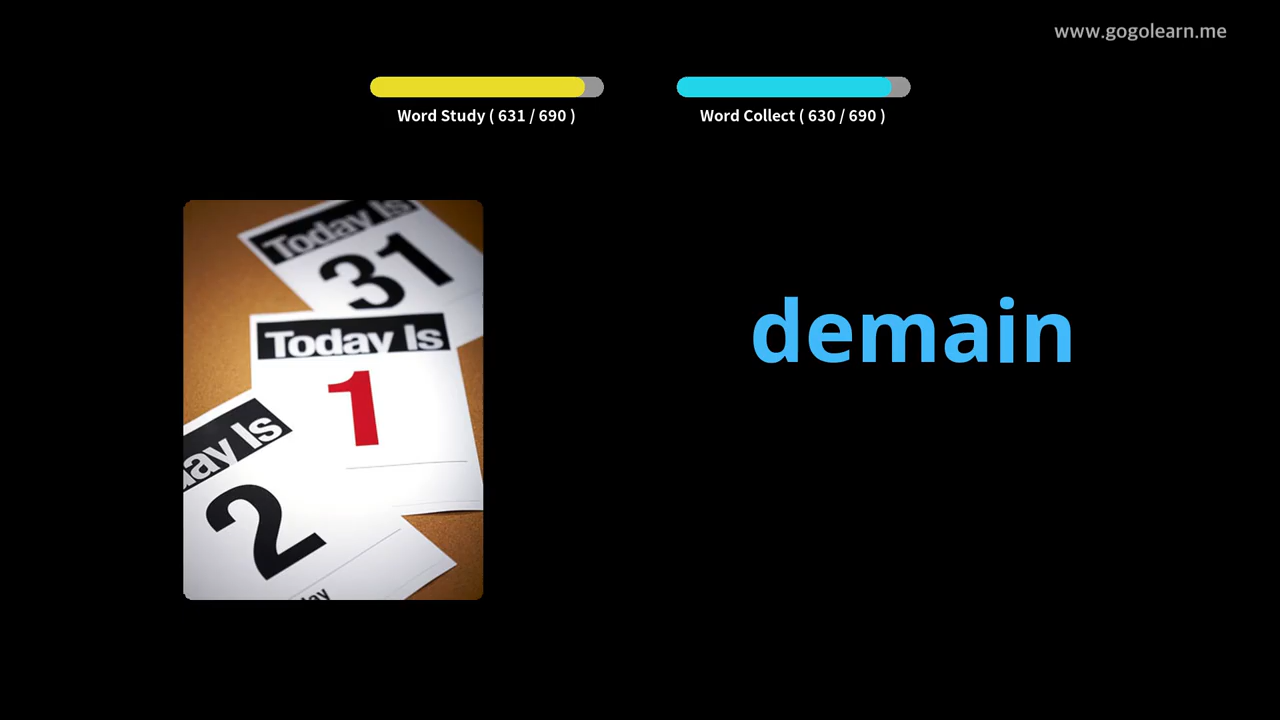 www.gogolearn.me
Word Study ( 631 / 690 )
Word Collect ( 630 / 690 )
Today Is
31
Today Is
1
ay Is
2
demain